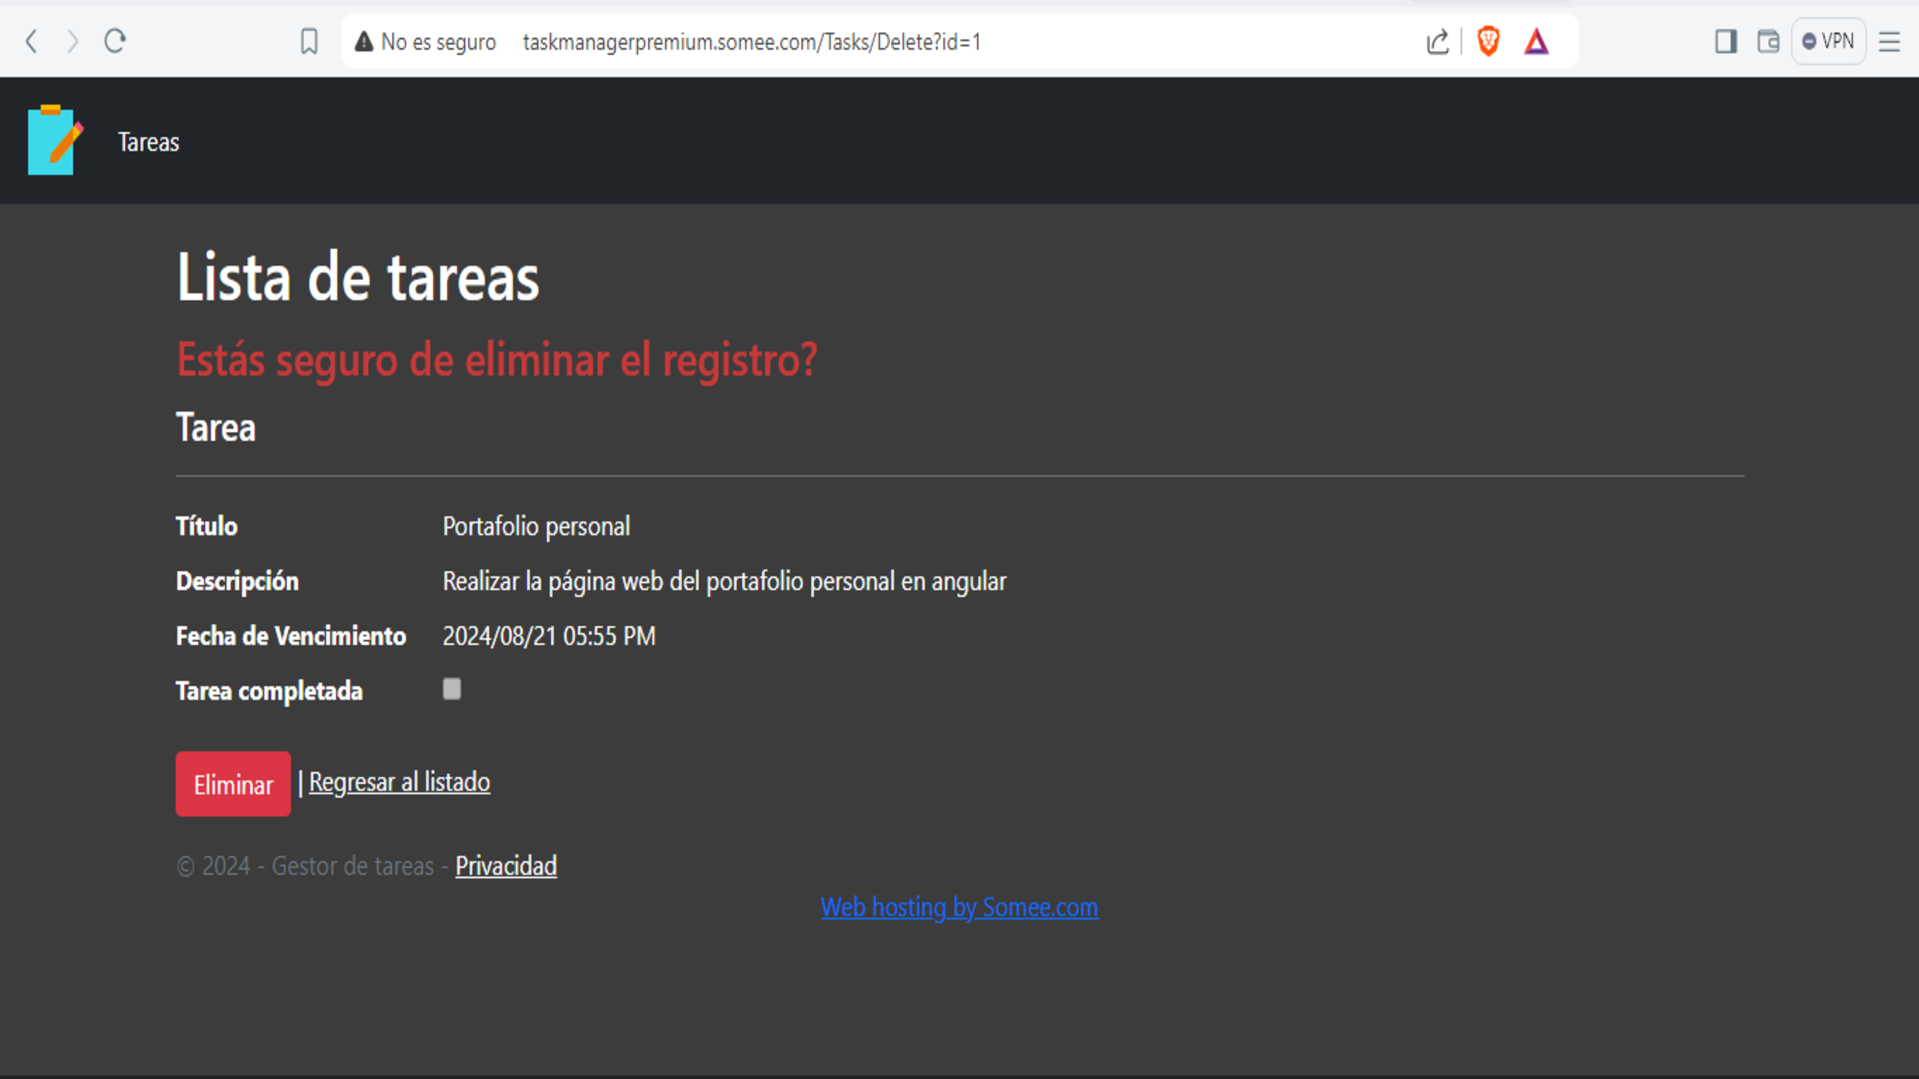 No es seguro taskmanagerpremium.somee.com/Tasks/Delete?id=1
VPN
Tareas
Lista de tareas
Estás seguro de eliminar el registro?
Tarea
Título Portafolio personal
Descripción Realizar la página web del portafolio personal en angular
Fecha de Vencimiento 2024/08/21 05:55 PM
Tarea completada
Eliminar | Regresar al listado
© 2024 - Gestor de tareas - Privacidad
Web hosting by Somee.com